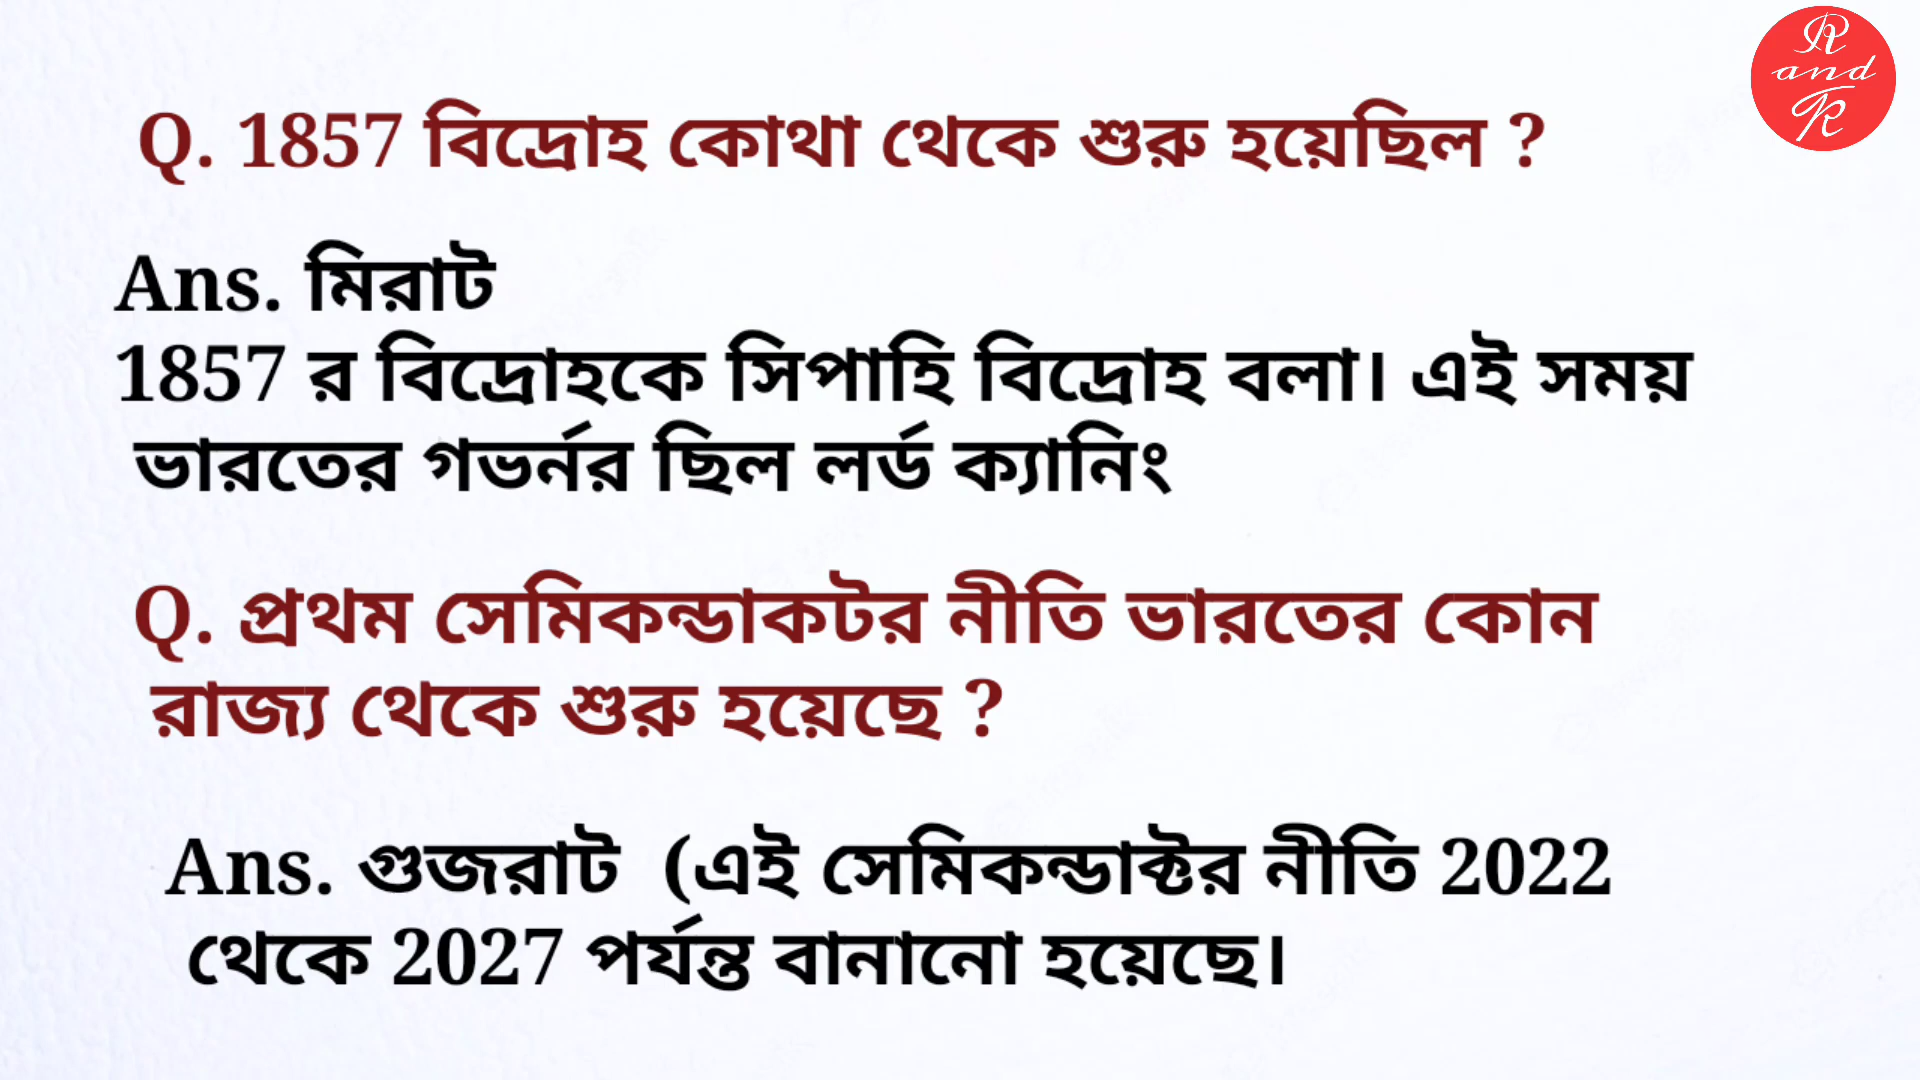 R
and
R
Q. 1857 বিদ্রোহ কোথা থেকে শুরু হয়েছিল ?
Ans. মিরাট
1857 র বিদ্রোহকে সিপাহি বিদ্রোহ বলা। এই সময়
ভারতের গভর্নর ছিল লর্ড ক্যানিং
Q. প্রথম সেমিকন্ডাকটর নীতি ভারতের কোন
রাজ্য থেকে শুরু হয়েছে ?
Ans. গুজরাট (এই সেমিকন্ডাক্টর নীতি 2022
থেকে 2027 পর্যন্ত বানানো হয়েছে।